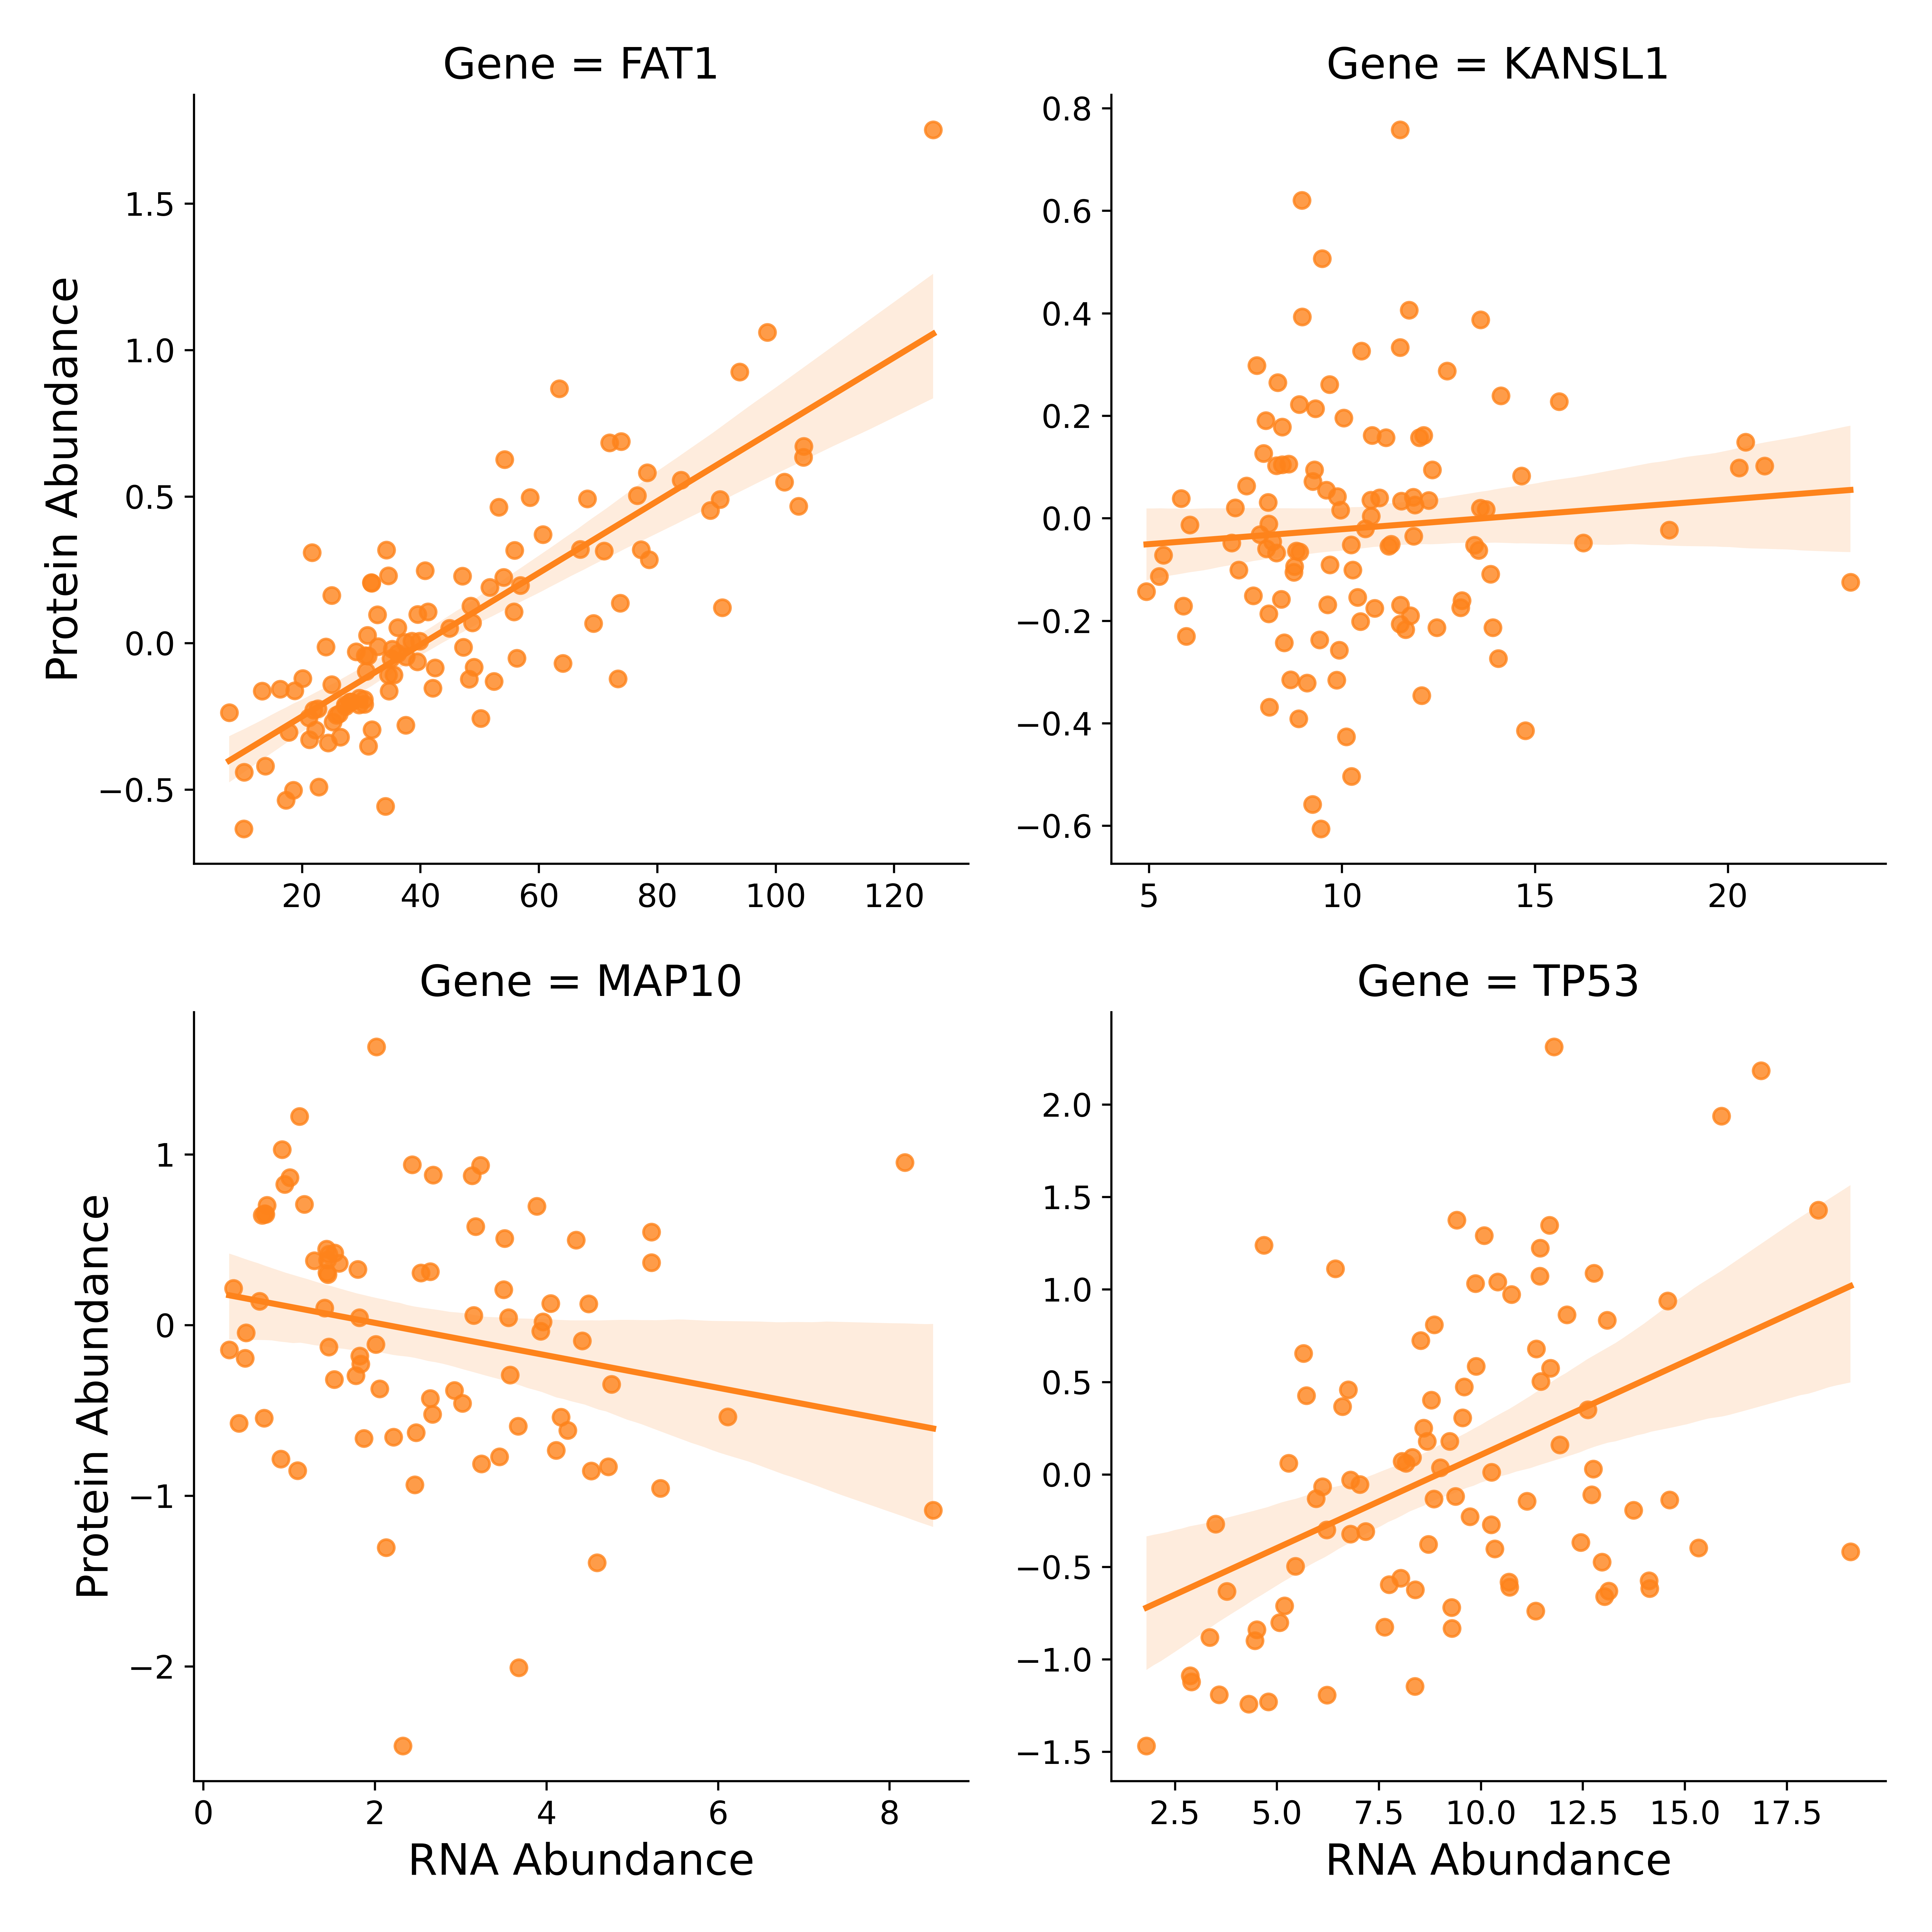 Gene = FAT1
Gene = KANSL1
Protein Abundance
1.5
1.0
0.5
0.0
−0.5
20 40 60 80 100 120
0.8
0.6
0.4
0.2
0.0
−0.2
−0.4
−0.6
5 10 15 20
Gene = MAP10
Gene = TP53
Protein Abundance
1
0
−1
−2
0 2 4 6 8
RNA Abundance
2.0
1.5
1.0
0.5
0.0
−0.5
−1.0
−1.5
2.5 5.0 7.5 10.0 12.5 15.0 17.5
RNA Abundance